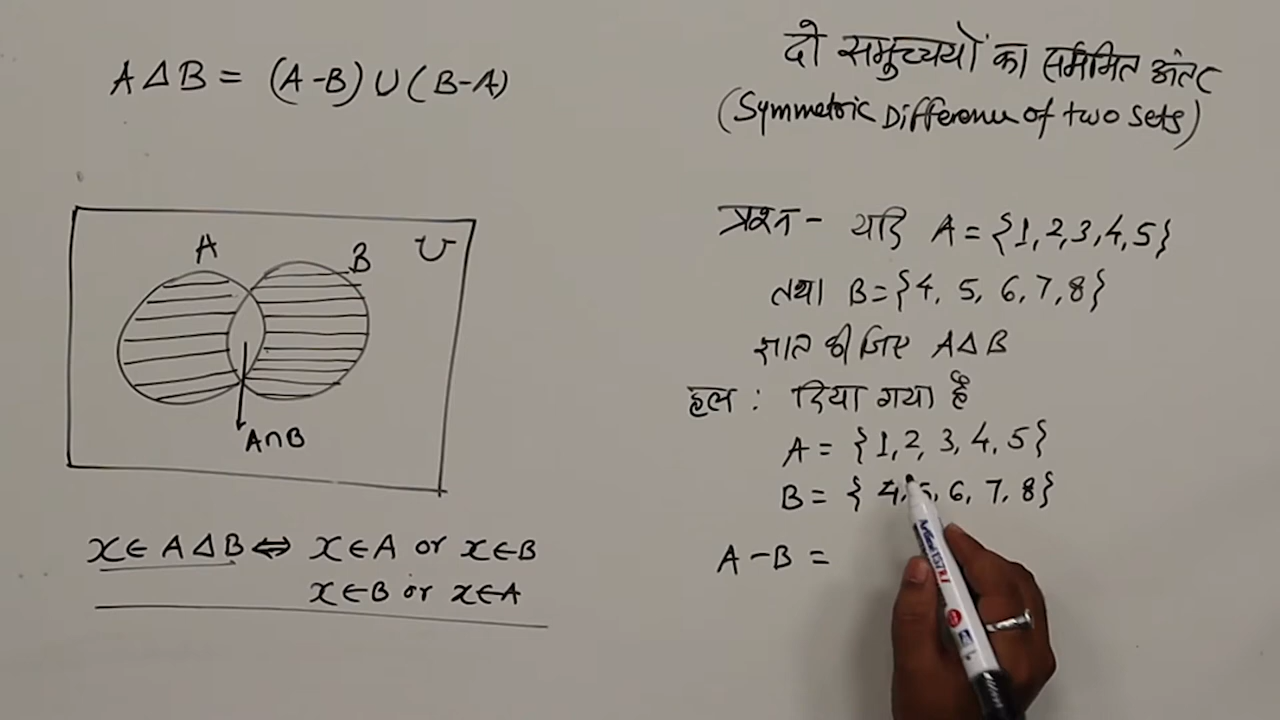 A Δ B = (A - B) ∪ (B - A)
A
B
U
A∩B
x ∈ A Δ B ⇔ x ∈ A or x ∉ B
x ∈ B or x ∉ A
दो समुच्चयों का सममित अंतर
(Symmetric Difference of two sets)
प्रश्न - यदि A = {1, 2, 3, 4, 5}
तथा B = {4, 5, 6, 7, 8}
ज्ञात कीजिए A Δ B
हल : दिया गया है
A = {1, 2, 3, 4, 5}
B = {4, 5, 6, 7, 8}
A - B =